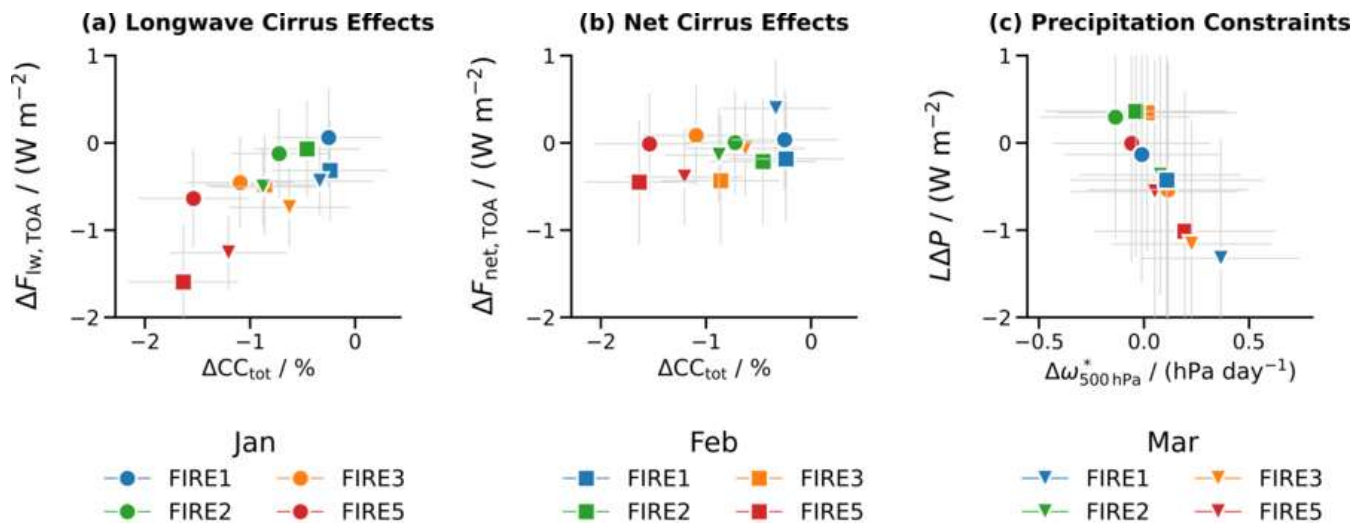 (a) Longwave Cirrus Effects
(b) Net Cirrus Effects
(c) Precipitation Constraints
ΔF_lw, TOA / (W m⁻²)
1
0
−1
−2
−2
−1
0
ΔCC_tot / %
ΔF_net, TOA / (W m⁻²)
1
0
−1
−2
−2
−1
0
ΔCC_tot / %
LΔP / (W m⁻²)
1
0
−1
−2
−0.5
0.0
0.5
Δω*_500 hPa / (hPa day⁻¹)
Jan
FIRE1 FIRE3
FIRE2 FIRE5
Feb
FIRE1 FIRE3
FIRE2 FIRE5
Mar
FIRE1 FIRE3
FIRE2 FIRE5